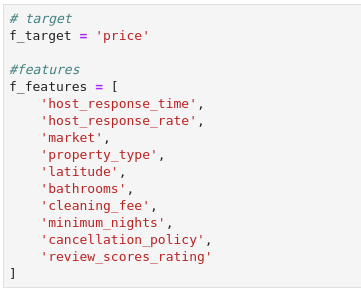 # target
f_target = 'price'

#features
f_features = [
    'host_response_time',
    'host_response_rate',
    'market',
    'property_type',
    'latitude',
    'bathrooms',
    'cleaning_fee',
    'minimum_nights',
    'cancellation_policy',
    'review_scores_rating'
]